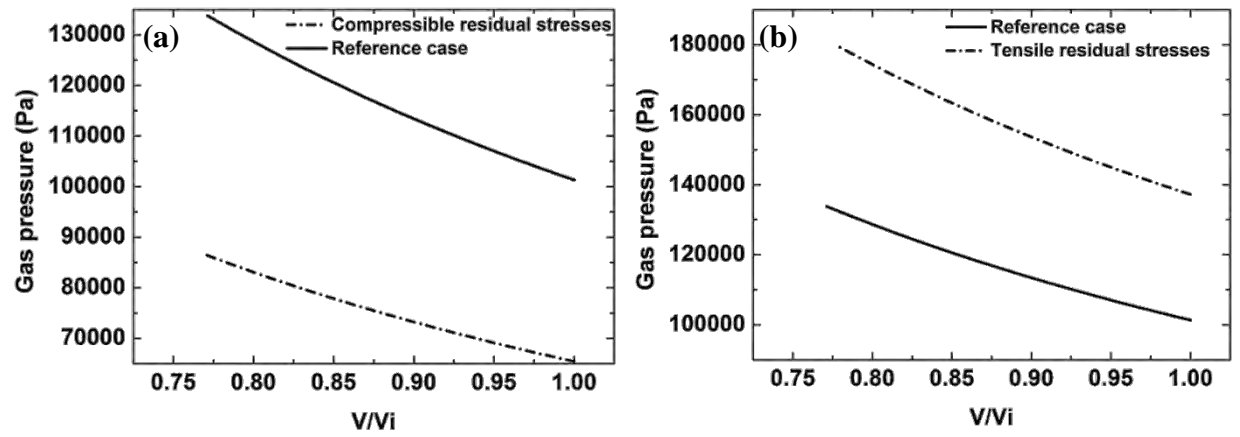 (a)
Compressible residual stresses
Reference case
Gas pressure (Pa)
130000
120000
110000
100000
90000
80000
70000
0.75 0.80 0.85 0.90 0.95 1.00
V/Vi
(b)
Reference case
Tensile residual stresses
Gas pressure (Pa)
180000
160000
140000
120000
100000
0.75 0.80 0.85 0.90 0.95 1.00
V/Vi